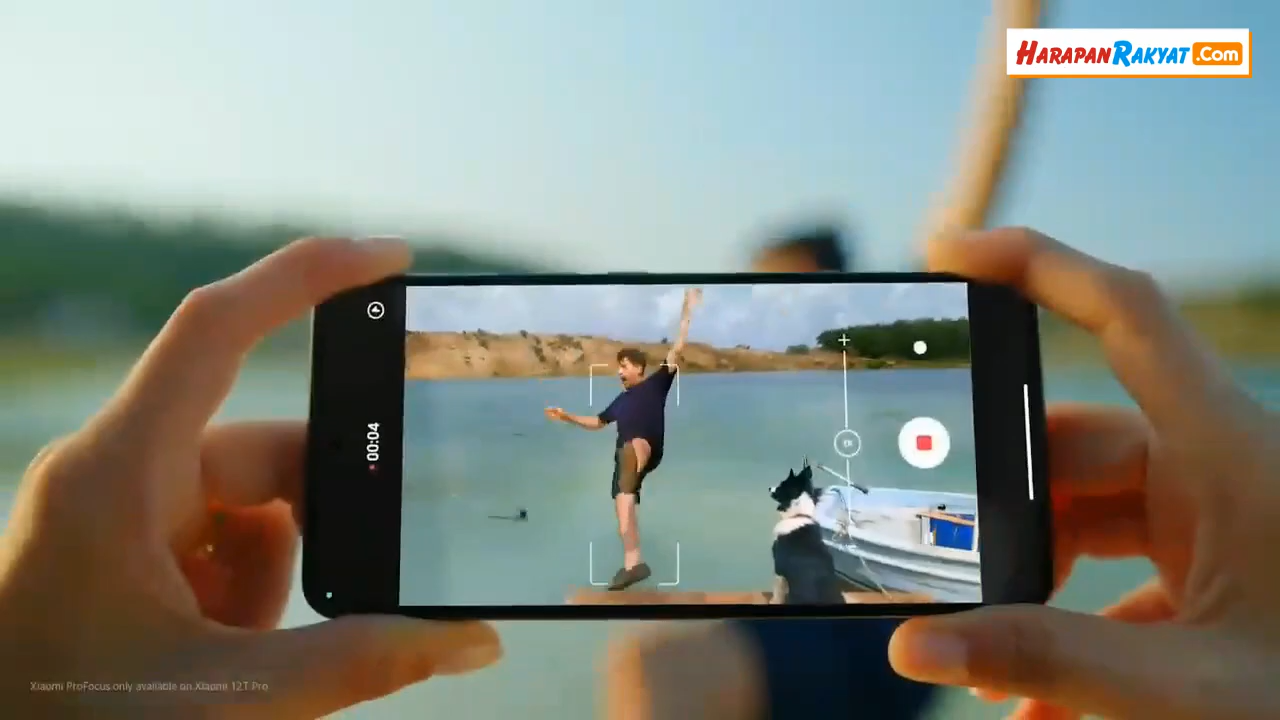 HARAPANRAKYAT.Com
00:04
Xiaomi ProFocus only available on Xiaomi 12T Pro